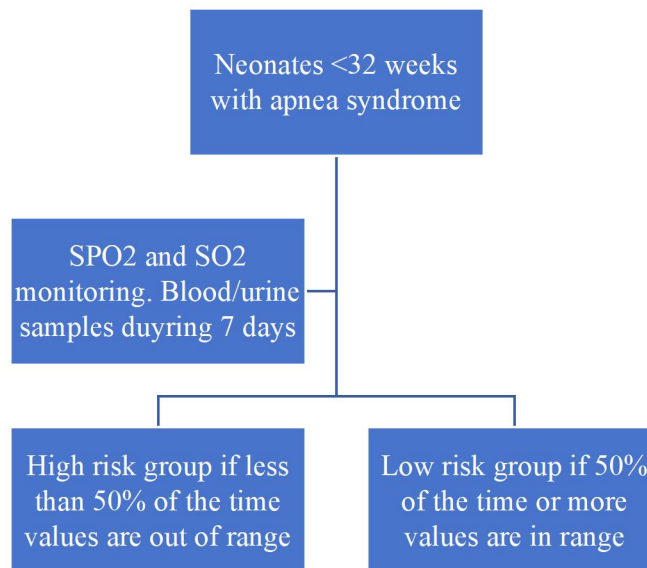 Neonates <32 weeks
with apnea syndrome
SPO2 and SO2
monitoring. Blood/urine
samples duyring 7 days
High risk group if less
than 50% of the time
values are out of range
Low risk group if 50%
of the time or more
values are in range